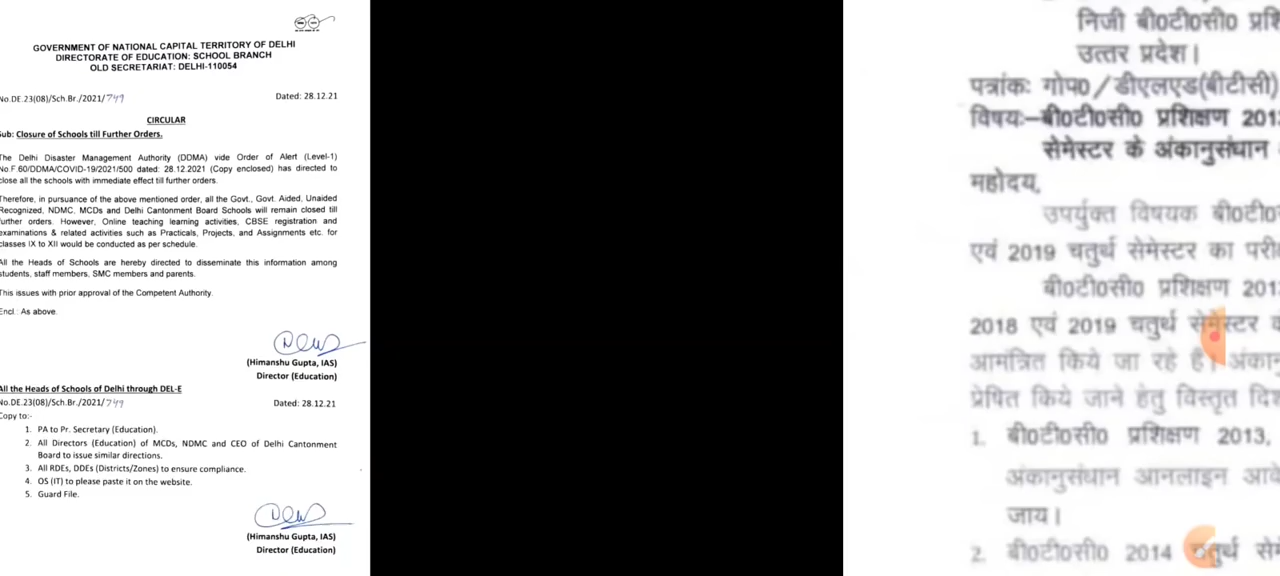 GOVERNMENT OF NATIONAL CAPITAL TERRITORY OF DELHI
DIRECTORATE OF EDUCATION: SCHOOL BRANCH
OLD SECRETARIAT: DELHI-110054
No.DE.23(08)/Sch.Br./2021/749 Dated: 28.12.21
CIRCULAR
Sub: Closure of Schools till Further Orders.
The Delhi Disaster Management Authority (DDMA) vide Order of Alert (Level-1)
No.F.60/DDMA/COVID-19/2021/500 dated: 28.12.2021 (Copy enclosed) has directed to
close all the schools with immediate effect till further orders.
Therefore, in pursuance of the above mentioned order, all the Govt., Govt. Aided, Unaided
Recognized, NDMC, MCDs and Delhi Cantonment Board Schools will remain closed till
further orders. However, Online teaching learning activities, CBSE registration and
examinations & related activities such as Practicals, Projects, and Assignments etc. for
classes IX to XII would be conducted as per schedule.
All the Heads of Schools are hereby directed to disseminate this information among
students, staff members, SMC members and parents.
This issues with prior approval of the Competent Authority.
Encl.: As above.
(Himanshu Gupta, IAS)
Director (Education)
All the Heads of Schools of Delhi through DEL-E
No.DE.23(08)/Sch.Br./2021/749 Dated: 28.12.21
Copy to:-
1. PA to Pr. Secretary (Education).
2. All Directors (Education) of MCDs, NDMC and CEO of Delhi Cantonment
Board to issue similar directions.
3. All RDEs, DDEs (Districts/Zones) to ensure compliance.
4. OS (IT) to please paste it on the website.
5. Guard File.
(Himanshu Gupta, IAS)
Director (Education)
निजी बी0टी0सी0
उत्तर प्रदेश।
पत्रांकः गोप0/डीएलएड(बीटीसी)
विषयः–बी0टी0सी0 प्रशिक्षण 201
सेमेस्टर के अंकानुसंधान
महोदय,
उपर्युक्त विषयक बी0टी0
एवं 2019 चतुर्थ सेमेस्टर का
बी0टी0सी0 प्रशिक्षण 201
2018 एवं 2019 चतुर्थ सेमेस्टर
आमंत्रित किये जा रहे हैं।
प्रेषित किये जाने हेतु विस्तृत
1. बी0टी0सी0 प्रशिक्षण 2013,
अंकानुसंधान आनलाइन
जाय।
2. बी0टी0सी0 2014 चतुर्थ